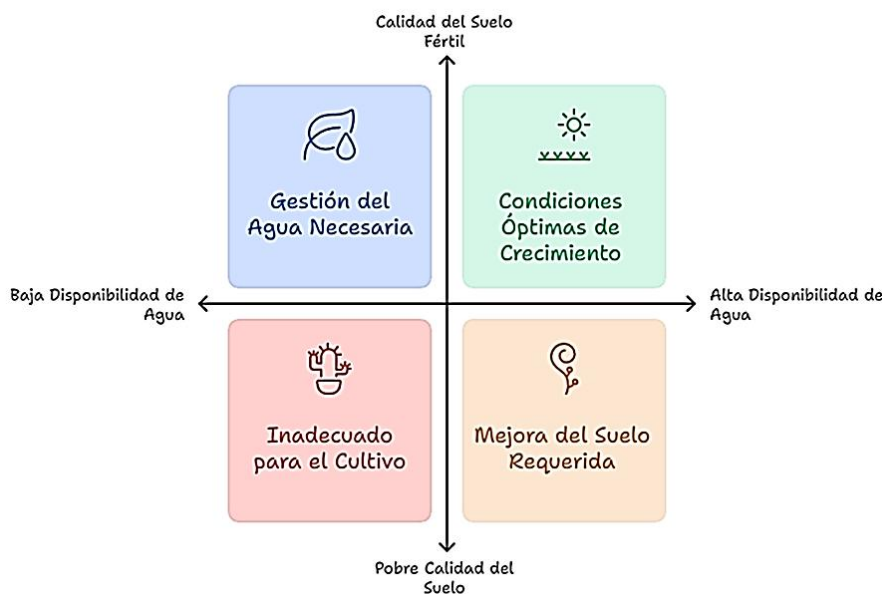 Calidad del Suelo
Fértil
Gestión del
Agua Necesaria
Condiciones
Óptimas de
Crecimiento
Baja Disponibilidad de
Agua
Alta Disponibilidad de
Agua
Inadecuado
para el Cultivo
Mejora del Suelo
Requerida
Pobre Calidad del
Suelo